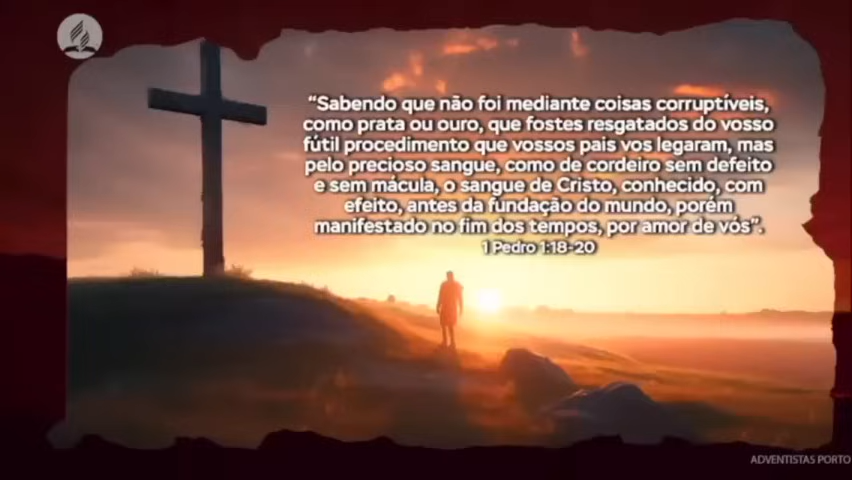 “Sabendo que não foi mediante coisas corruptíveis,
como prata ou ouro, que fostes resgatados do vosso
fútil procedimento que vossos pais vos legaram, mas
pelo precioso sangue, como de cordeiro sem defeito
e sem mácula, o sangue de Cristo, conhecido, com
efeito, antes da fundação do mundo, porém
manifestado no fim dos tempos, por amor de vós”.
1 Pedro 1:18-20
ADVENTISTAS PORTO